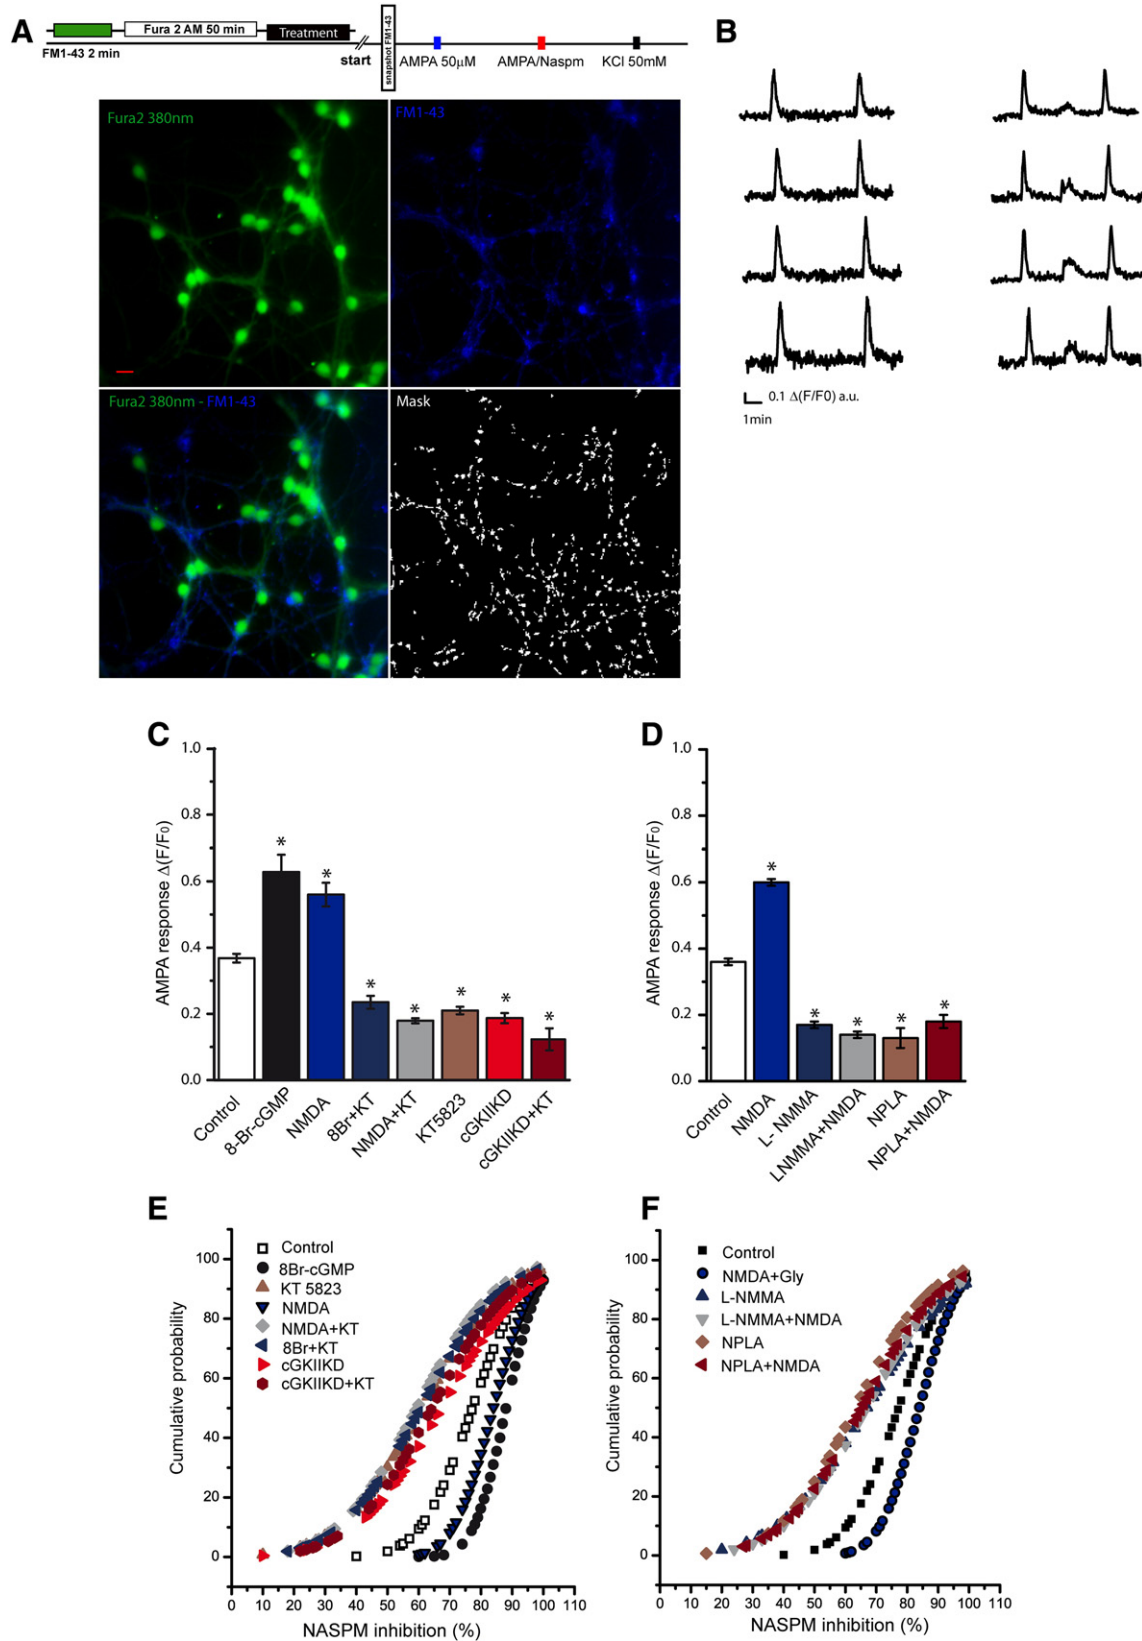 A
Fura 2 AM 50 min
Treatment
FM1-43 2 min
start
snapshot FM1-43
AMPA 50µM
AMPA/Naspm
KCl 50mM
Fura2 380nm
FM1-43
Fura2 380nm - FM1-43
Mask
B
0.1 Δ(F/F0) a.u.
1min
C
AMPA response Δ(F/F₀)
1.0
0.8
0.6
0.4
0.2
0.0
* * * * * * *
Control
8-Br-cGMP
NMDA
8Br+KT
NMDA+KT
KT5823
cGKIIKD
cGKIIKD+KT
D
AMPA response Δ(F/F₀)
1.0
0.8
0.6
0.4
0.2
0.0
* * * * *
Control
NMDA
L- NMMA
LNMMA+NMDA
NPLA
NPLA+NMDA
E
Control
8Br-cGMP
KT 5823
NMDA
NMDA+KT
8Br+KT
cGKIIKD
cGKIIKD+KT
Cumulative probability
100
80
60
40
20
0
0 10 20 30 40 50 60 70 80 90 100 110
NASPM inhibition (%)
F
Control
NMDA+Gly
L-NMMA
L-NMMA+NMDA
NPLA
NPLA+NMDA
Cumulative probability
100
80
60
40
20
0
0 10 20 30 40 50 60 70 80 90 100 110
NASPM inhibition (%)